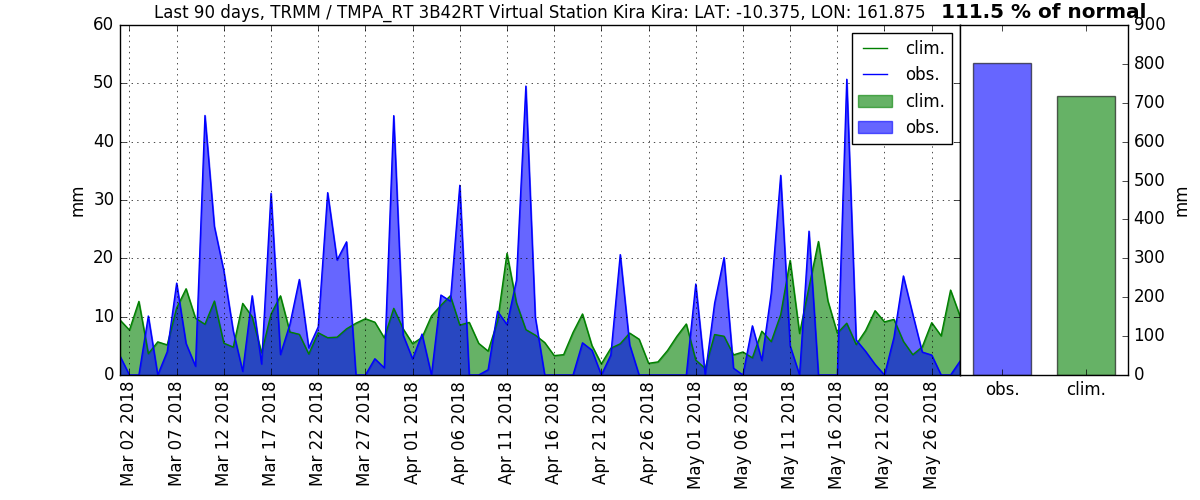 Last 90 days, TRMM / TMPA_RT 3B42RT Virtual Station Kira Kira: LAT: -10.375, LON: 161.875
111.5 % of normal
60
50
40
30
20
10
0
mm
clim.
obs.
clim.
obs.
900
800
700
600
500
400
300
200
100
0
mm
obs.
clim.
Mar 02 2018
Mar 07 2018
Mar 12 2018
Mar 17 2018
Mar 22 2018
Mar 27 2018
Apr 01 2018
Apr 06 2018
Apr 11 2018
Apr 16 2018
Apr 21 2018
Apr 26 2018
May 01 2018
May 06 2018
May 11 2018
May 16 2018
May 21 2018
May 26 2018